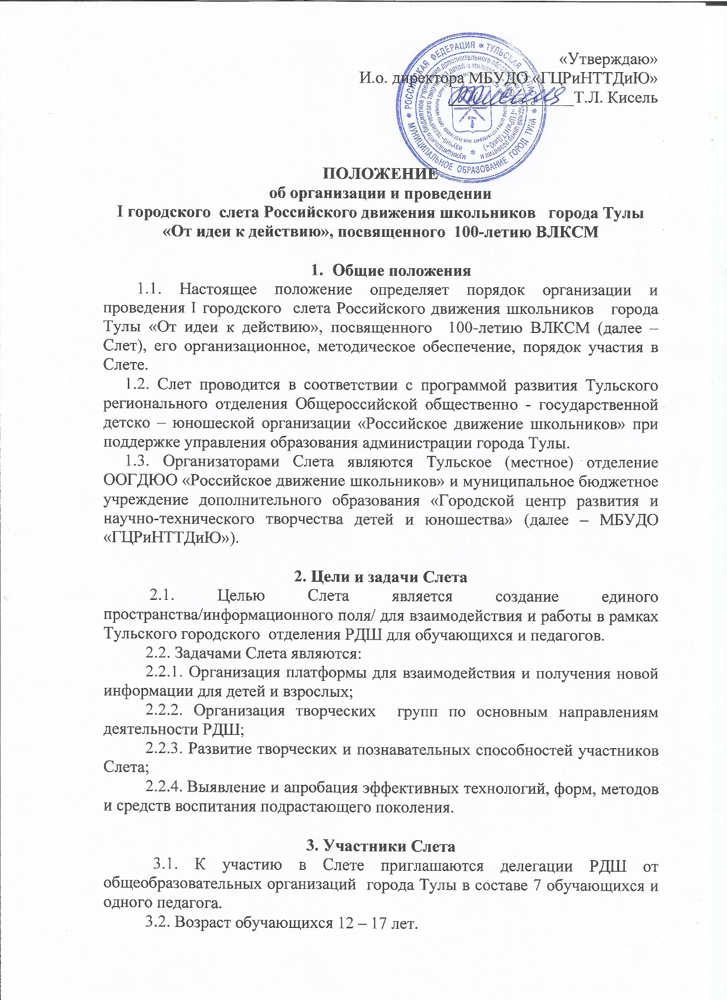 «Утверждаю»
И.о. директора МБУДО «ГЦРиНТТДиЮ»
Т.Л. Кисель
РОССИЙСКАЯ ФЕДЕРАЦИЯ * ТУЛЬСКАЯ ОБЛАСТЬ *
МУНИЦИПАЛЬНОЕ ОБРАЗОВАНИЕ ГОРОД ТУЛА *
ПОЛОЖЕНИЕ
об организации и проведении
I городского слета Российского движения школьников города Тулы
«От идеи к действию», посвященного 100-летию ВЛКСМ
1. Общие положения
1.1. Настоящее положение определяет порядок организации и
проведения I городского слета Российского движения школьников города
Тулы «От идеи к действию», посвященного 100-летию ВЛКСМ (далее –
Слет), его организационное, методическое обеспечение, порядок участия в
Слете.
1.2. Слет проводится в соответствии с программой развития Тульского
регионального отделения Общероссийской общественно - государственной
детско – юношеской организации «Российское движение школьников» при
поддержке управления образования администрации города Тулы.
1.3. Организаторами Слета являются Тульское (местное) отделение
ООГДЮО «Российское движение школьников» и муниципальное бюджетное
учреждение дополнительного образования «Городской центр развития и
научно-технического творчества детей и юношества» (далее – МБУДО
«ГЦРиНТТДиЮ»).
2. Цели и задачи Слета
2.1. Целью Слета является создание единого
пространства/информационного поля/ для взаимодействия и работы в рамках
Тульского городского отделения РДШ для обучающихся и педагогов.
2.2. Задачами Слета являются:
2.2.1. Организация платформы для взаимодействия и получения новой
информации для детей и взрослых;
2.2.2. Организация творческих групп по основным направлениям
деятельности РДШ;
2.2.3. Развитие творческих и познавательных способностей участников
Слета;
2.2.4. Выявление и апробация эффективных технологий, форм, методов
и средств воспитания подрастающего поколения.
3. Участники Слета
3.1. К участию в Слете приглашаются делегации РДШ от
общеобразовательных организаций города Тулы в составе 7 обучающихся и
одного педагога.
3.2. Возраст обучающихся 12 – 17 лет.